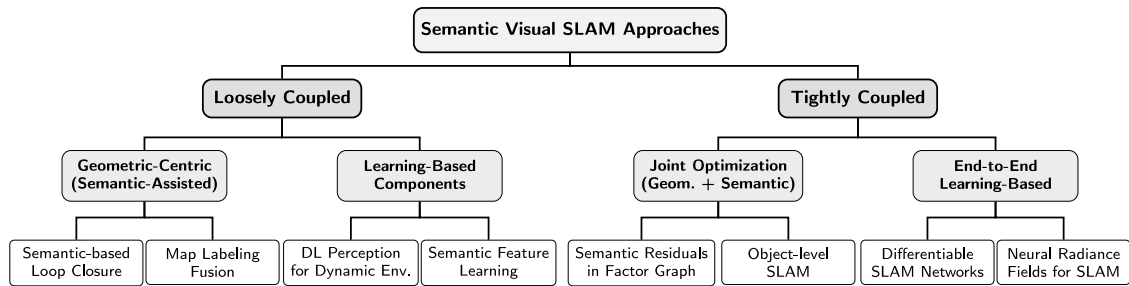 Semantic Visual SLAM Approaches
Loosely Coupled
Tightly Coupled
Geometric-Centric
(Semantic-Assisted)
Learning-Based
Components
Joint Optimization
(Geom. + Semantic)
End-to-End
Learning-Based
Semantic-based
Loop Closure
Map Labeling
Fusion
DL Perception
for Dynamic Env.
Semantic Feature
Learning
Semantic Residuals
in Factor Graph
Object-level
SLAM
Differentiable
SLAM Networks
Neural Radiance
Fields for SLAM